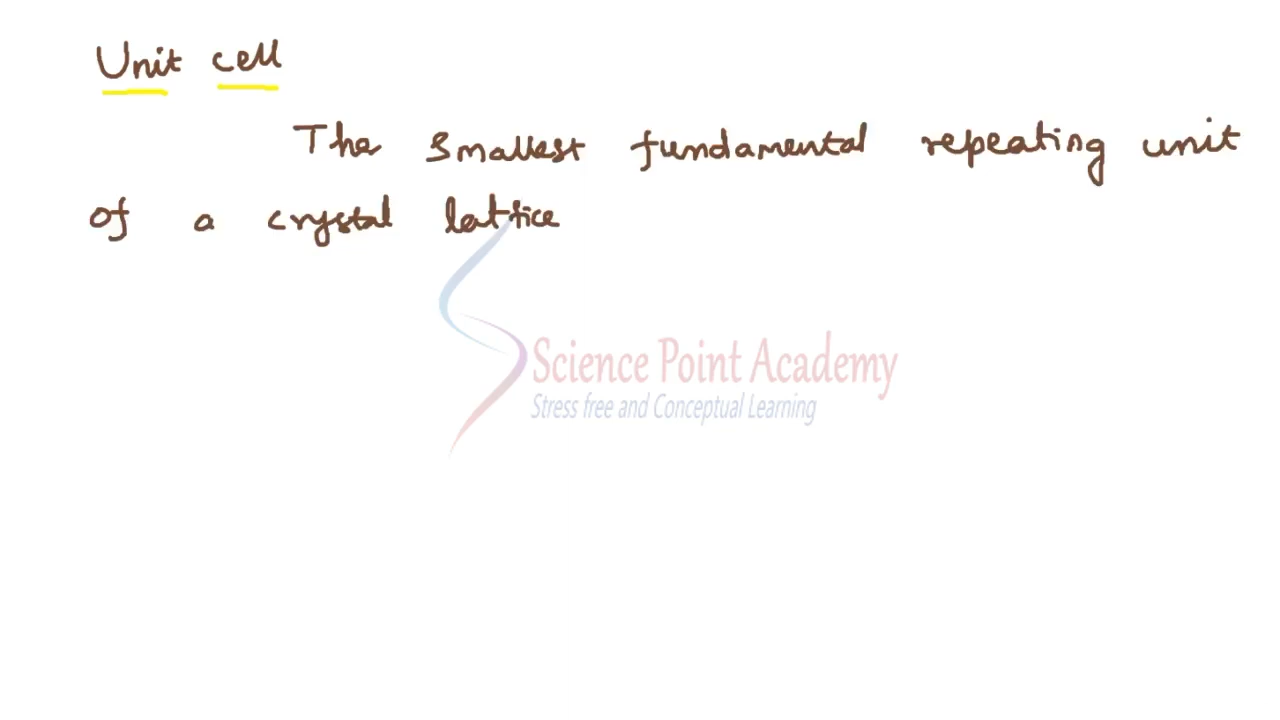 Unit cell
The smallest fundamental repeating unit
of a crystal lattice
Science Point Academy
Stress free and Conceptual Learning